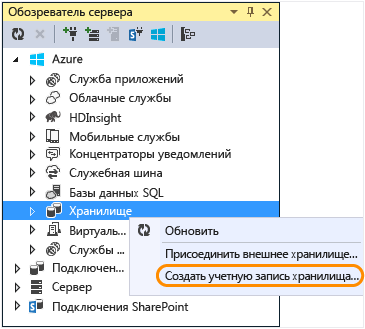 Обозреватель сервера
Azure
Служба приложений
Облачные службы
HDInsight
Мобильные службы
Концентраторы уведомлений
Служебная шина
Базы данных SQL
Хранилище
Виртуаль...
Службы ...
Подключен...
Сервер
Подключения SharePoint
Обновить
Присоединить внешнее хранилище...
Создать учетную запись хранилища...